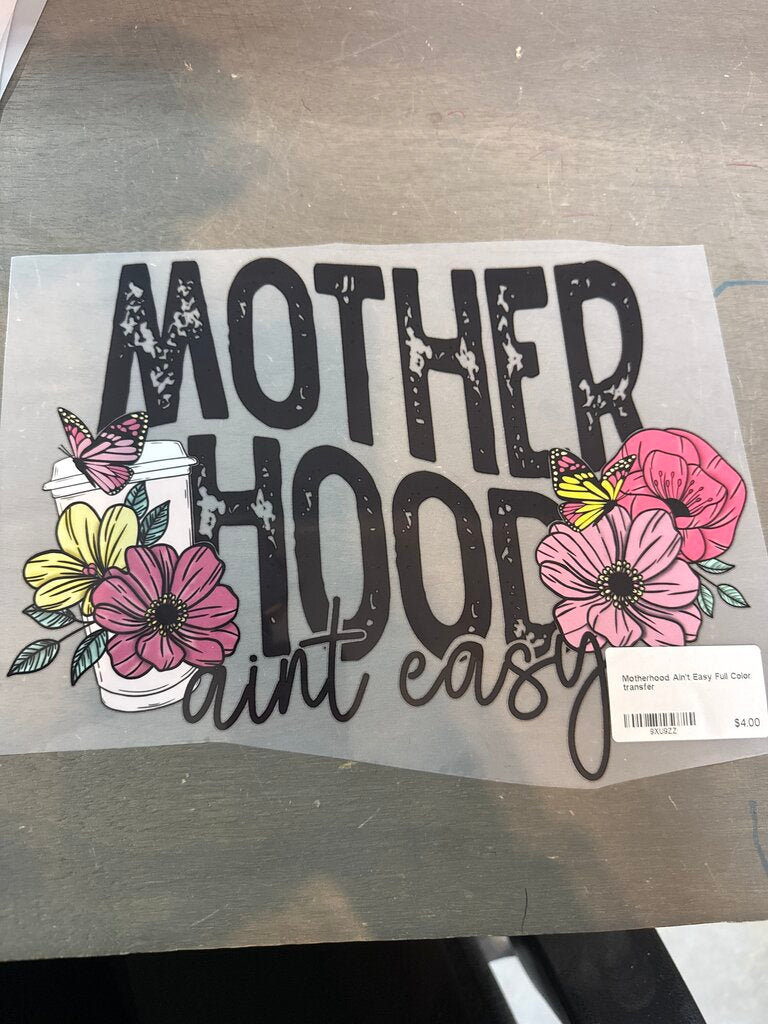 MOTHER
HOOD
aint easy
Motherhood Ain't Easy Full Color
transfer
9XU9ZZ
$4.00